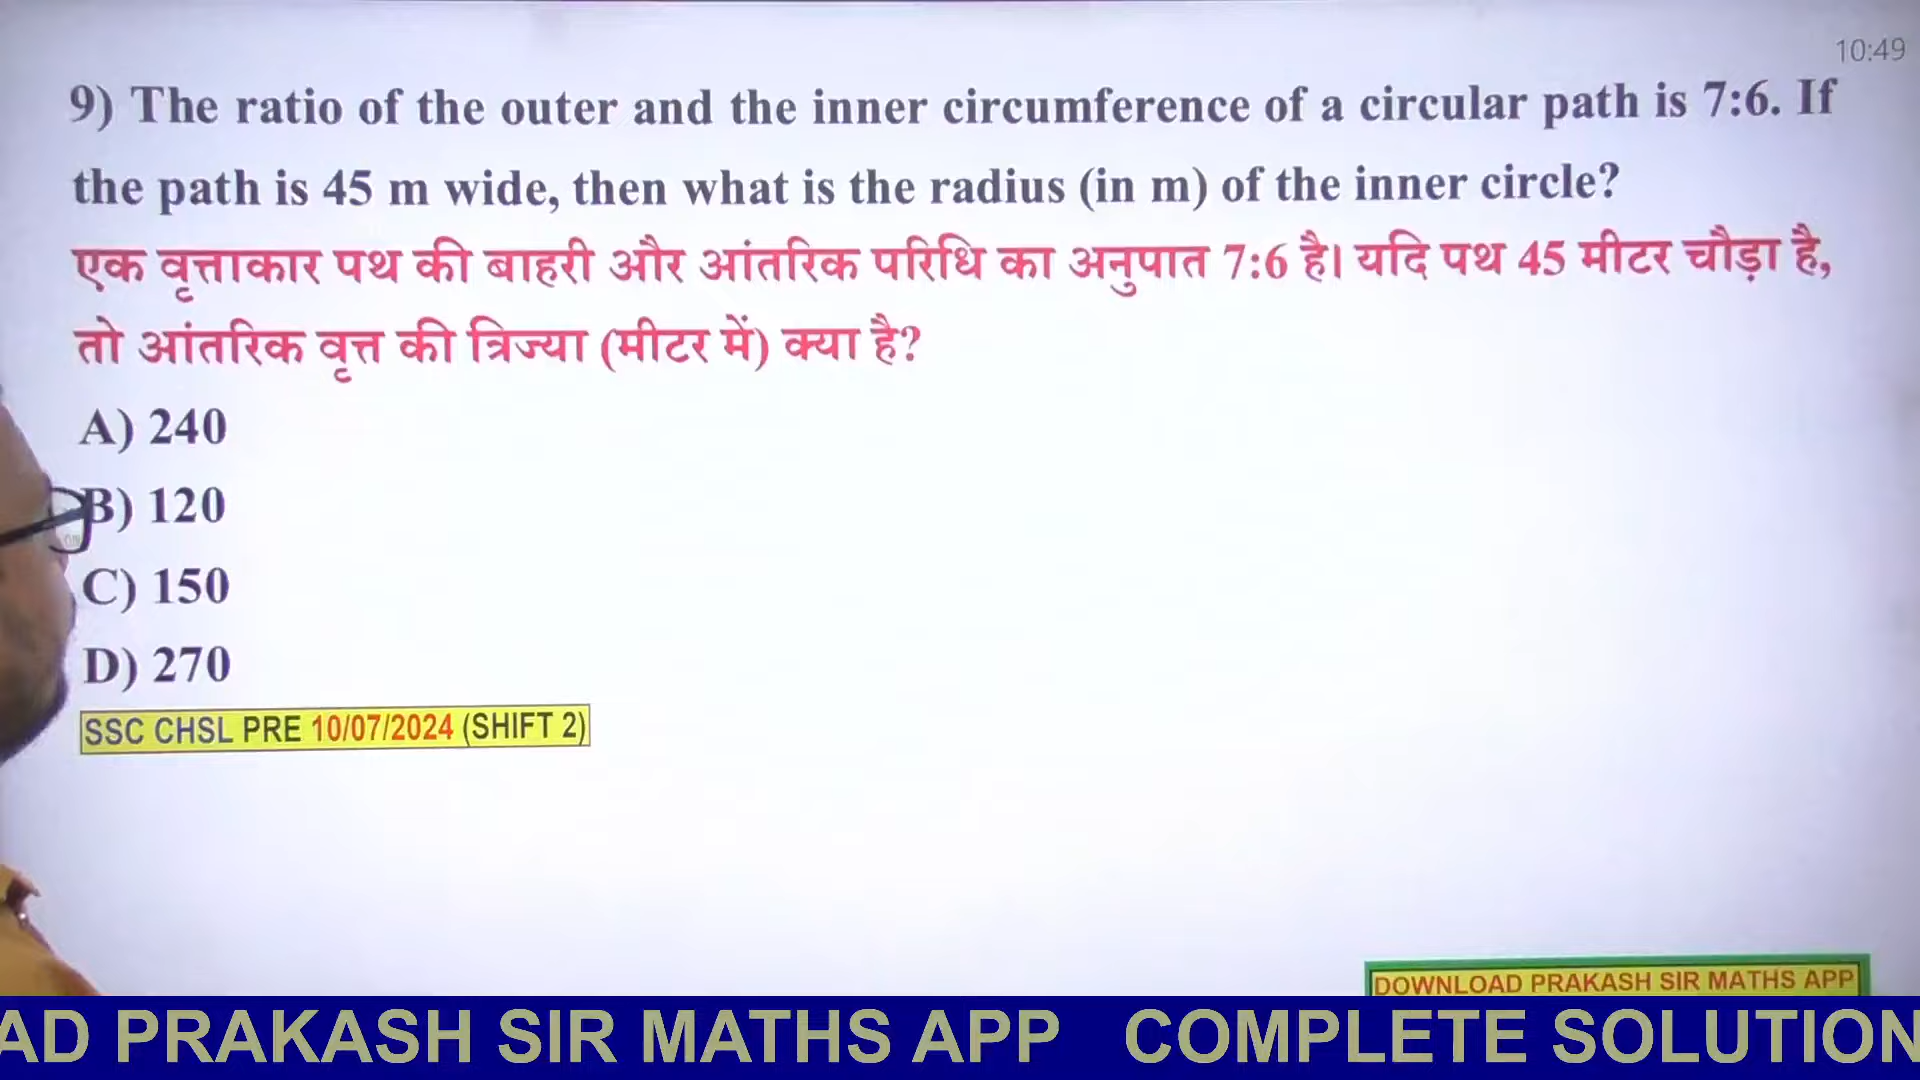 10:49
9) The ratio of the outer and the inner circumference of a circular path is 7:6. If
the path is 45 m wide, then what is the radius (in m) of the inner circle?
एक वृत्ताकार पथ की बाहरी और आंतरिक परिधि का अनुपात 7:6 है। यदि पथ 45 मीटर चौड़ा है,
तो आंतरिक वृत्त की त्रिज्या (मीटर में) क्या है?
A) 240
B) 120
C) 150
D) 270
SSC CHSL PRE 10/07/2024 (SHIFT 2)
DOWNLOAD PRAKASH SIR MATHS APP
AD PRAKASH SIR MATHS APP COMPLETE SOLUTION